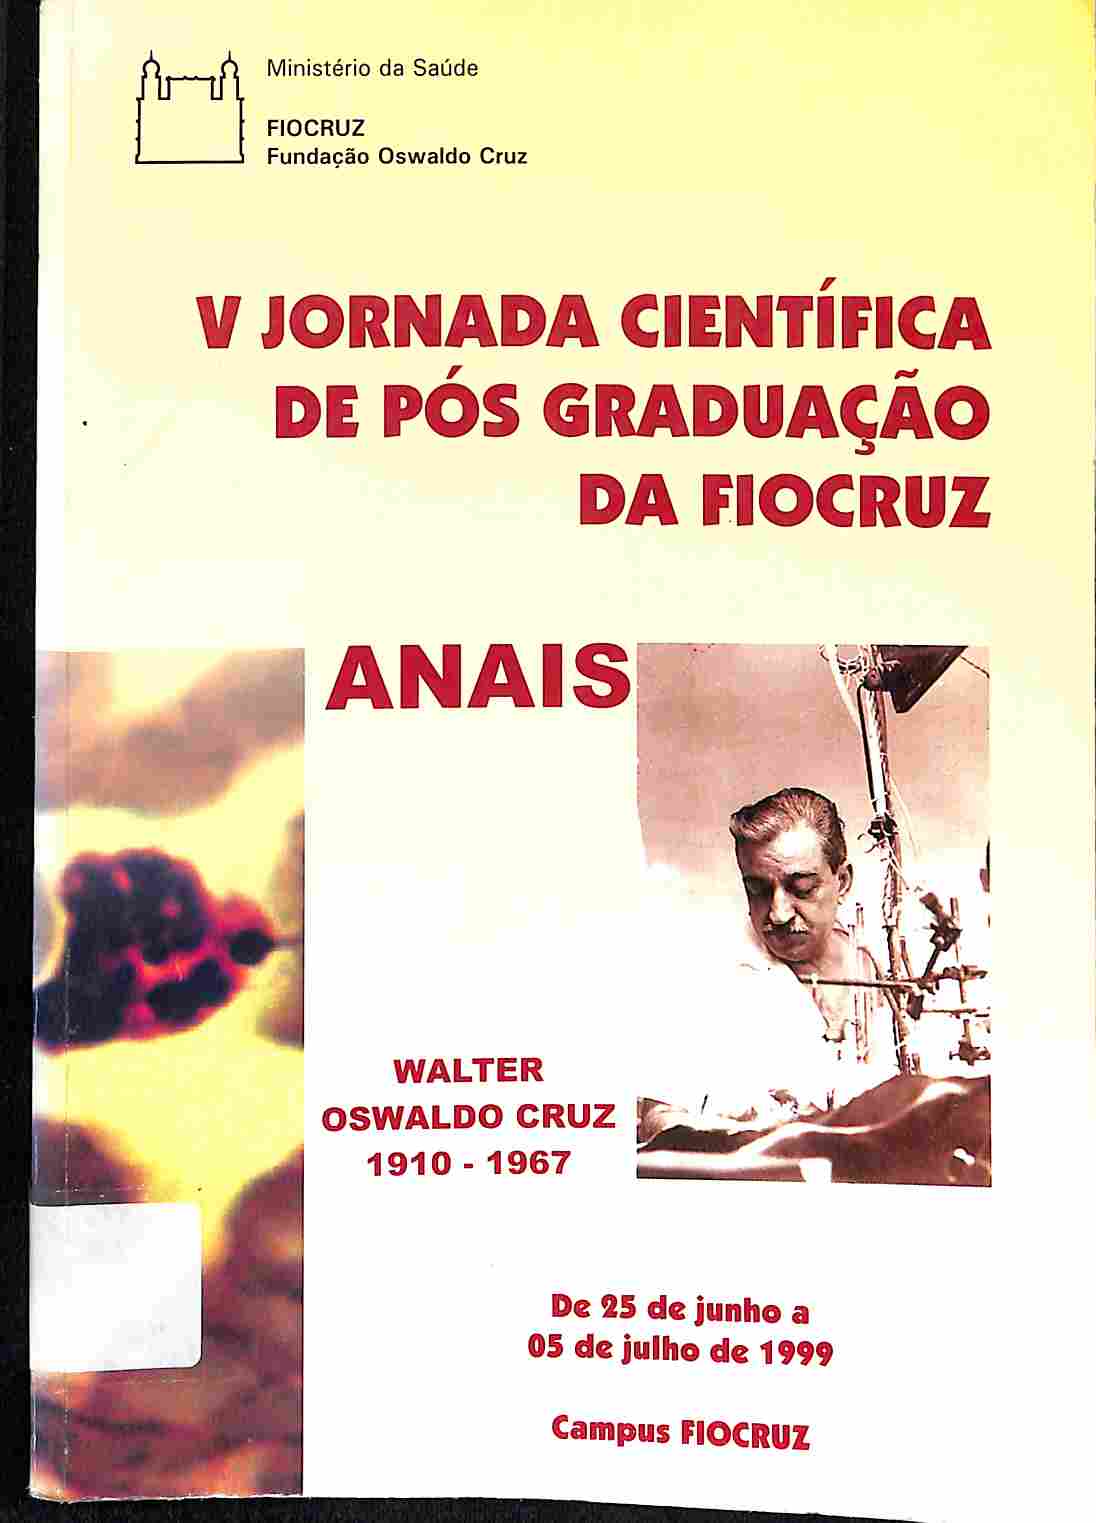 Ministério da Saúde
FIOCRUZ
Fundação Oswaldo Cruz
V JORNADA CIENTÍFICA
DE PÓS GRADUAÇÃO
DA FIOCRUZ
ANAIS
WALTER
OSWALDO CRUZ
1910 - 1967
De 25 de junho a
05 de julho de 1999
Campus FIOCRUZ